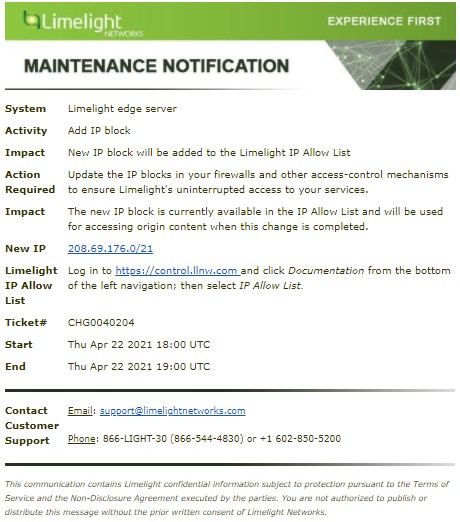 Limelight
NETWORKS
EXPERIENCE FIRST
MAINTENANCE NOTIFICATION
System Limelight edge server
Activity Add IP block
Impact New IP block will be added to the Limelight IP Allow List
Action Update the IP blocks in your firewalls and other access-control mechanisms
Required to ensure Limelight's uninterrupted access to your services.
Impact The new IP block is currently available in the IP Allow List and will be used
for accessing origin content when this change is completed.
New IP 208.69.176.0/21
Limelight Log in to https://control.llnw.com and click Documentation from the bottom
IP Allow of the left navigation; then select IP Allow List.
List
Ticket# CHG0040204
Start Thu Apr 22 2021 18:00 UTC
End Thu Apr 22 2021 19:00 UTC
Contact Email: support@limelightnetworks.com
Customer
Support Phone: 866-LIGHT-30 (866-544-4830) or +1 602-850-5200
This communication contains Limelight confidential information subject to protection pursuant to the Terms of
Service and the Non-Disclosure Agreement executed by the parties. You are not authorized to publish or
distribute this message without the prior written consent of Limelight Networks.